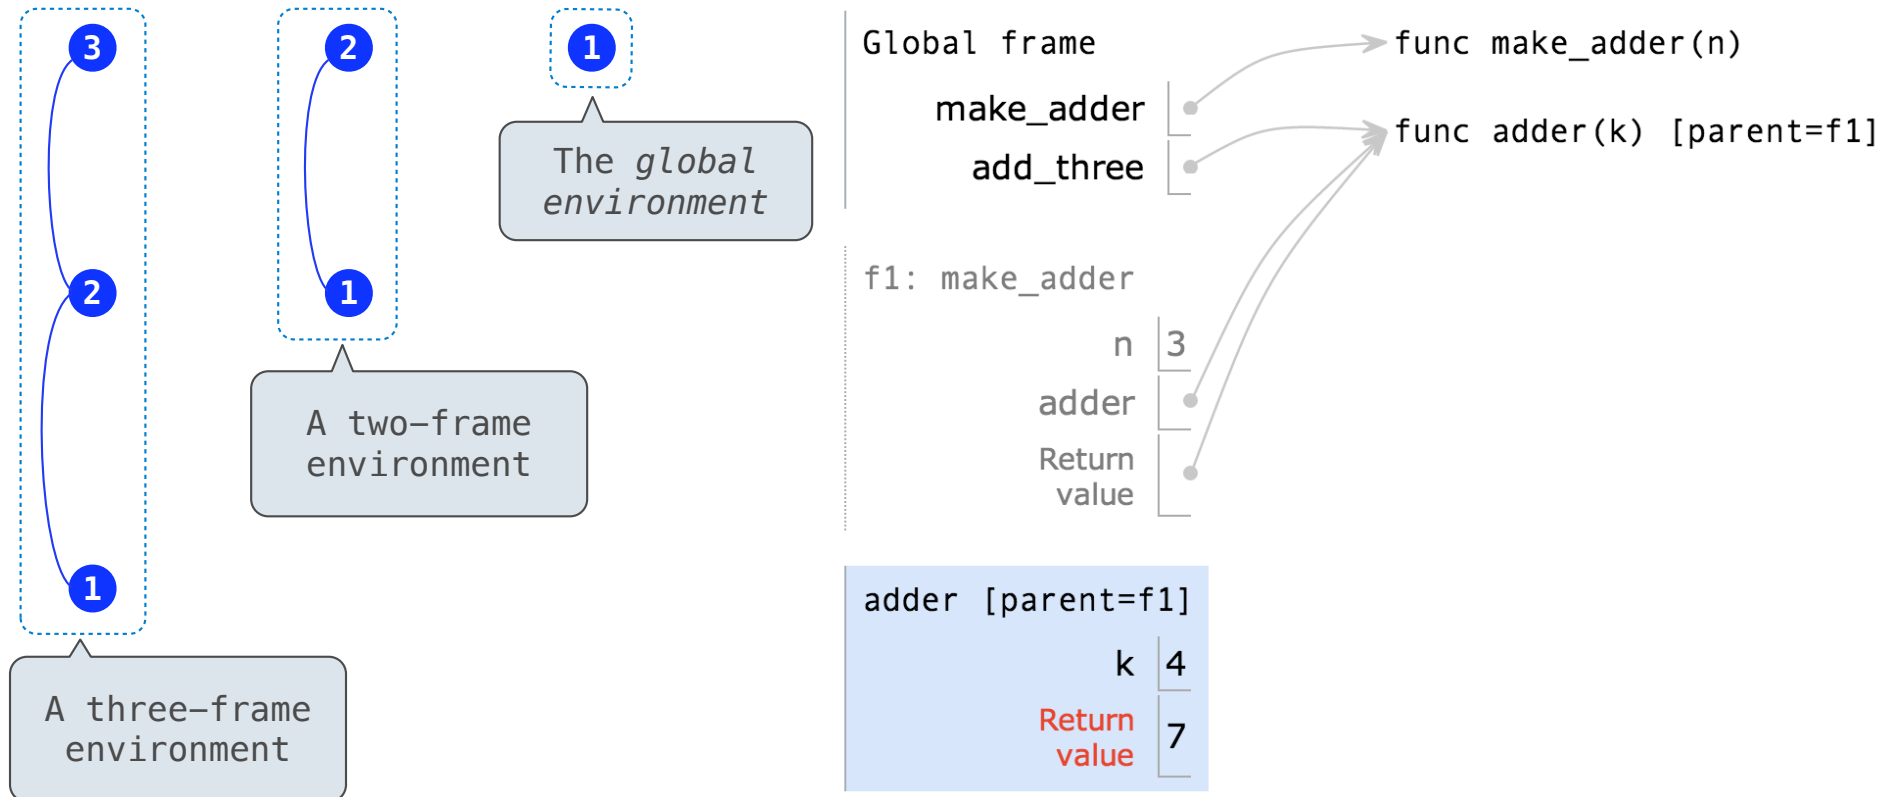 3
2
1
2
1
1
The global
environment
A two-frame
environment
A three-frame
environment
Global frame
make_adder
add_three
func make_adder(n)
func adder(k) [parent=f1]
f1: make_adder
n 3
adder
Return
value
adder [parent=f1]
k 4
Return
value 7